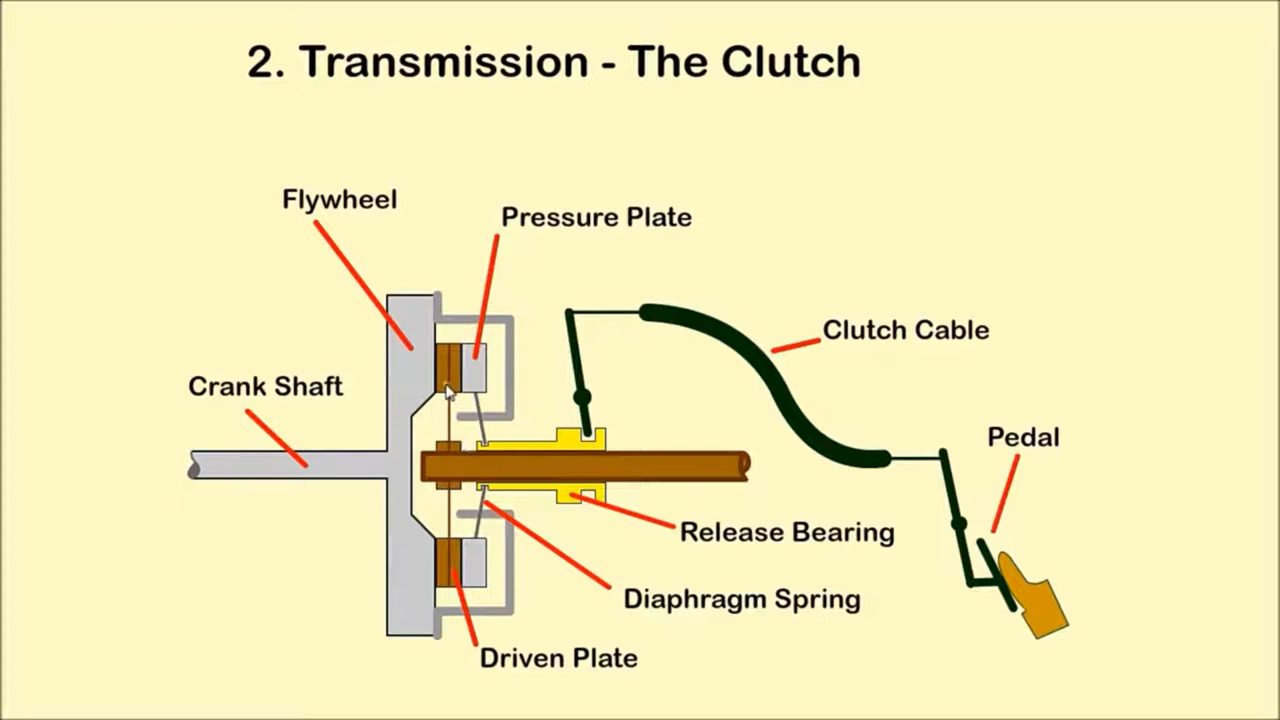 2. Transmission - The Clutch
Flywheel
Pressure Plate
Clutch Cable
Crank Shaft
Pedal
Release Bearing
Diaphragm Spring
Driven Plate